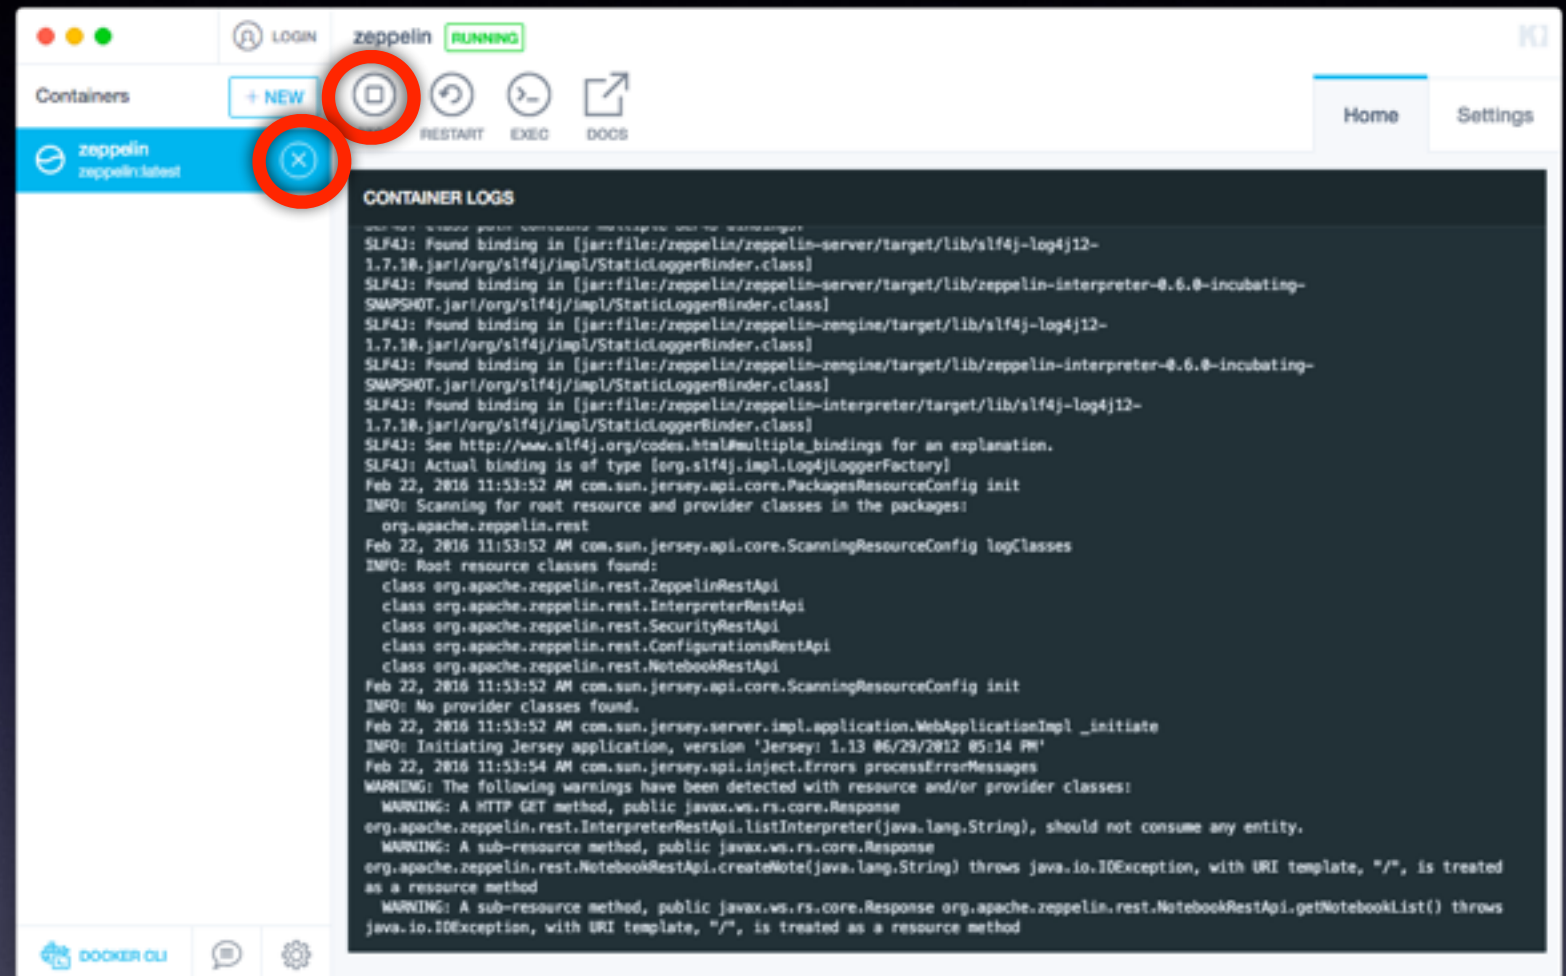 LOGIN
zeppelin RUNNING
Containers
+ NEW
RESTART
EXEC
DOCS
Home
Settings
zeppelin
zeppelin:latest
CONTAINER LOGS
SLF4J: Class path contains multiple SLF4J bindings.
SLF4J: Found binding in [jar:file:/zeppelin/zeppelin-server/target/lib/slf4j-log4j12-
1.7.10.jar!/org/slf4j/impl/StaticLoggerBinder.class]
SLF4J: Found binding in [jar:file:/zeppelin/zeppelin-server/target/lib/zeppelin-interpreter-0.6.0-incubating-
SNAPSHOT.jar!/org/slf4j/impl/StaticLoggerBinder.class]
SLF4J: Found binding in [jar:file:/zeppelin/zeppelin-zengine/target/lib/slf4j-log4j12-
1.7.10.jar!/org/slf4j/impl/StaticLoggerBinder.class]
SLF4J: Found binding in [jar:file:/zeppelin/zeppelin-zengine/target/lib/zeppelin-interpreter-0.6.0-incubating-
SNAPSHOT.jar!/org/slf4j/impl/StaticLoggerBinder.class]
SLF4J: Found binding in [jar:file:/zeppelin/zeppelin-interpreter/target/lib/slf4j-log4j12-
1.7.10.jar!/org/slf4j/impl/StaticLoggerBinder.class]
SLF4J: See http://www.slf4j.org/codes.html#multiple_bindings for an explanation.
SLF4J: Actual binding is of type [org.slf4j.impl.Log4jLoggerFactory]
Feb 22, 2016 11:53:52 AM com.sun.jersey.api.core.PackagesResourceConfig init
INFO: Scanning for root resource and provider classes in the packages:
org.apache.zeppelin.rest
Feb 22, 2016 11:53:52 AM com.sun.jersey.api.core.ScanningResourceConfig logClasses
INFO: Root resource classes found:
class org.apache.zeppelin.rest.ZeppelinRestApi
class org.apache.zeppelin.rest.InterpreterRestApi
class org.apache.zeppelin.rest.SecurityRestApi
class org.apache.zeppelin.rest.ConfigurationsRestApi
class org.apache.zeppelin.rest.NotebookRestApi
Feb 22, 2016 11:53:52 AM com.sun.jersey.api.core.ScanningResourceConfig init
INFO: No provider classes found.
Feb 22, 2016 11:53:52 AM com.sun.jersey.server.impl.application.WebApplicationImpl _initiate
INFO: Initiating Jersey application, version 'Jersey: 1.13 06/29/2012 05:14 PM'
Feb 22, 2016 11:53:54 AM com.sun.jersey.spi.inject.Errors processErrorMessages
WARNING: The following warnings have been detected with resource and/or provider classes:
WARNING: A HTTP GET method, public javax.ws.rs.core.Response
org.apache.zeppelin.rest.InterpreterRestApi.listInterpreter(java.lang.String), should not consume any entity.
WARNING: A sub-resource method, public javax.ws.rs.core.Response
org.apache.zeppelin.rest.NotebookRestApi.createNote(java.lang.String) throws java.io.IOException, with URI template, "/", is treated
as a resource method
WARNING: A sub-resource method, public javax.ws.rs.core.Response org.apache.zeppelin.rest.NotebookRestApi.getNotebookList() throws
java.io.IOException, with URI template, "/", is treated as a resource method
DOCKER CLI